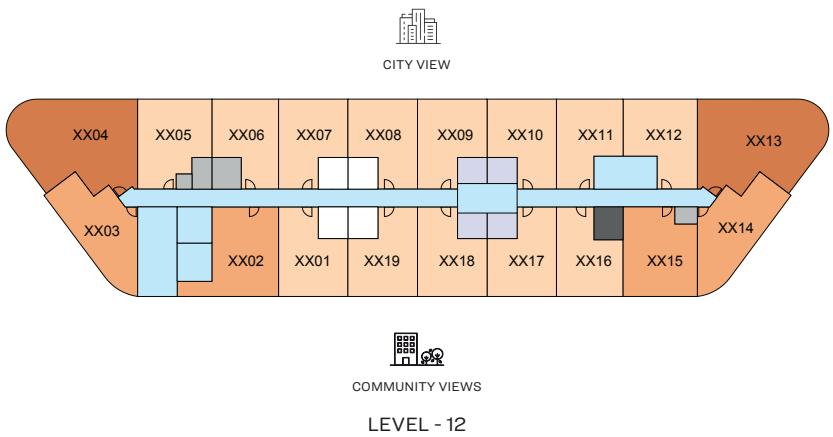 CITY VIEW
XX04
XX05
XX06
XX07
XX08
XX09
XX10
XX11
XX12
XX13
XX03
XX14
XX02
XX01
XX19
XX18
XX17
XX16
XX15
COMMUNITY VIEWS
LEVEL - 12